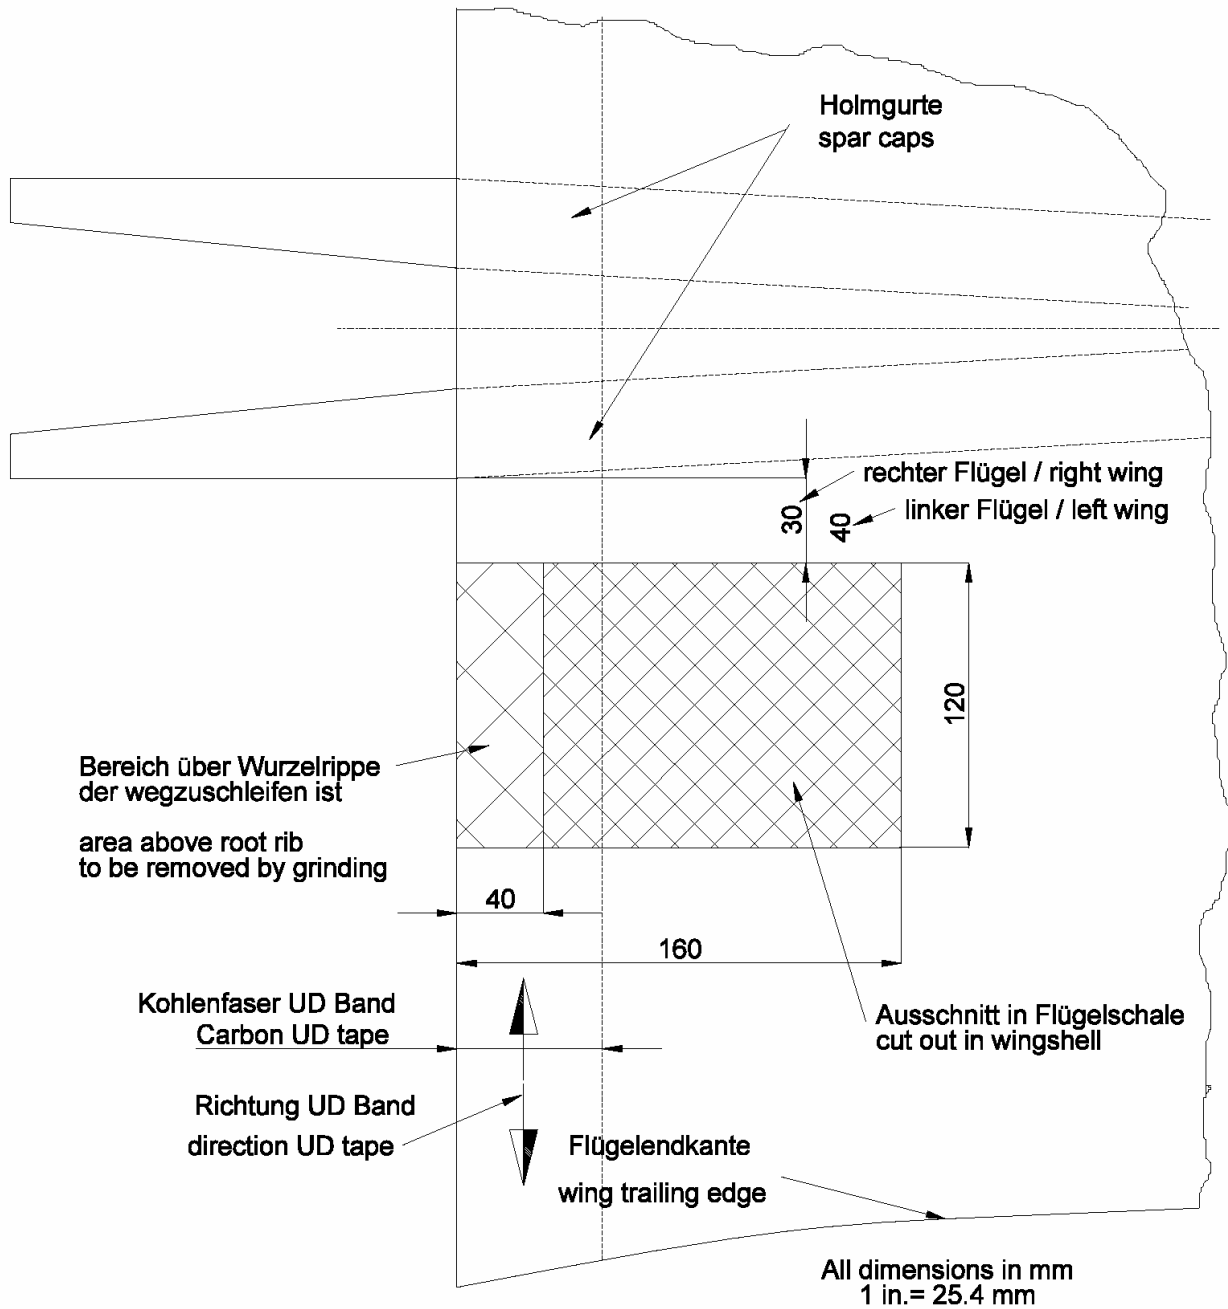 Holmgurte
spar caps
rechter Flügel / right wing
30
40
linker Flügel / left wing
120
Bereich über Wurzelrippe
der wegzuschleifen ist
area above root rib
to be removed by grinding
40
160
Kohlenfaser UD Band
Carbon UD tape
Ausschnitt in Flügelschale
cut out in wingshell
Richtung UD Band
direction UD tape
Flügelendkante
wing trailing edge
All dimensions in mm
1 in.= 25.4 mm